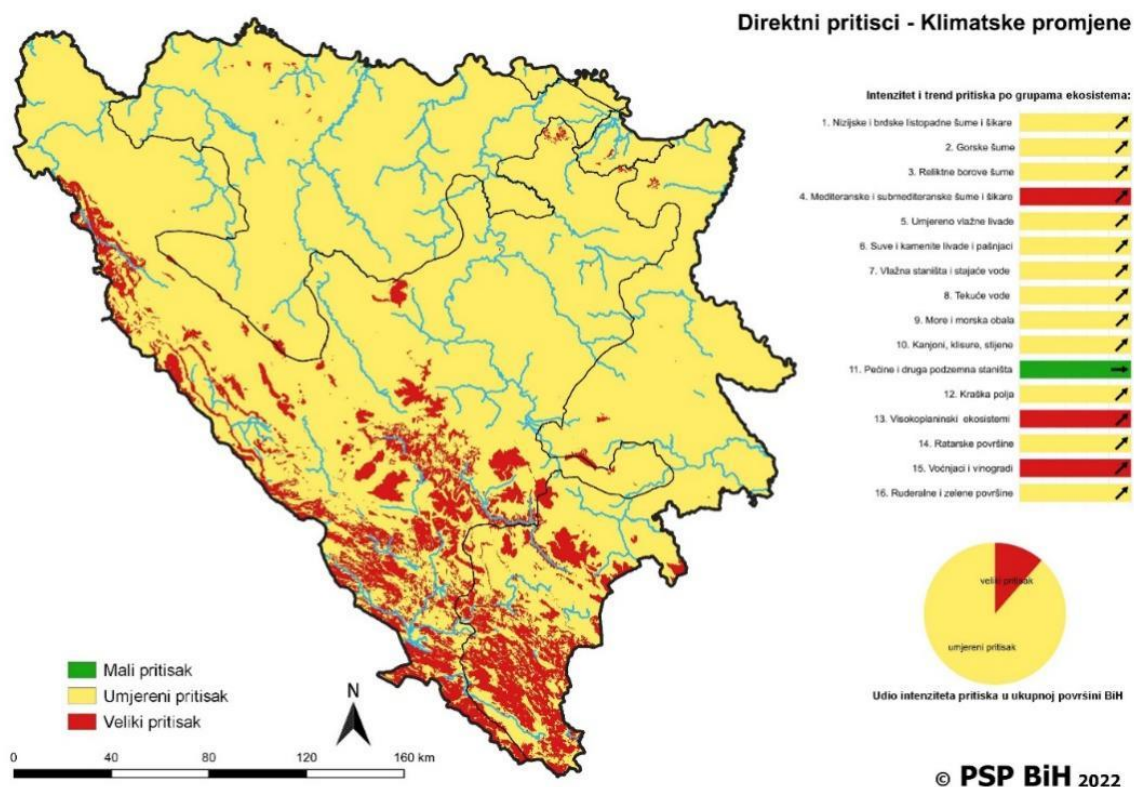 Direktni pritisci - Klimatske promjene
Intenzitet i trend pritiska po grupama ekosistema:
1. Nizijske i brdske listopadne šume i šikare
2. Gorske šume
3. Reliktne borove šume
4. Mediteranske i submediteranske šume i šikare
5. Umjereno vlažne livade
6. Suve i kamenite livade i pašnjaci
7. Vlažna staništa i stajaće vode
8. Tekuće vode
9. More i morska obala
10. Kanjoni, klisure, stijene
11. Pećine i druga podzemna staništa
12. Kraška polja
13. Visokoplaninski ekosistemi
14. Ratarske površine
15. Voćnjaci i vinogradi
16. Ruderalne i zelene površine
veliki pritisak
umjereni pritisak
Udio intenziteta pritiska u ukupnoj površini BiH
Mali pritisak
Umjereni pritisak
Veliki pritisak
N
0 40 80 120 160 km
© PSP BiH 2022